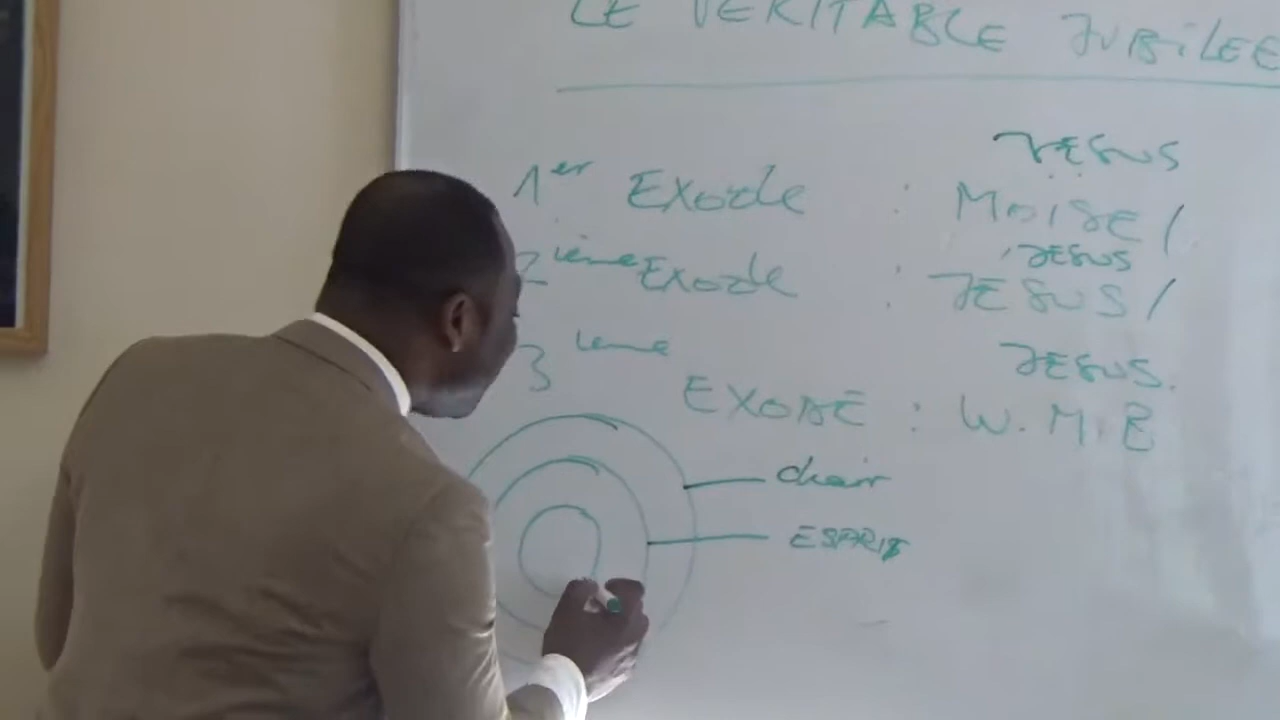 LE VERITABLE JUBILEE
JESUS
1er Exode : MOISE /
JESUS
2ième Exode : JESUS /
JESUS.
3ième EXODE : W.M.B
chair
ESPRIT